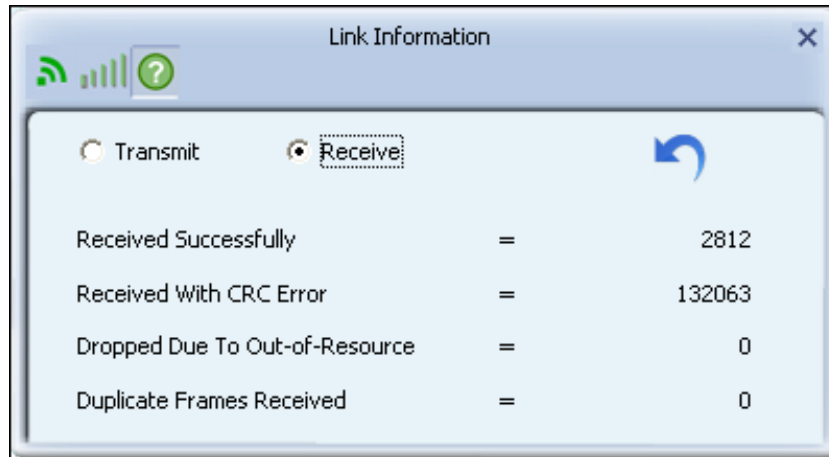 Link Information
Transmit Receive
Received Successfully = 2812
Received With CRC Error = 132063
Dropped Due To Out-of-Resource = 0
Duplicate Frames Received = 0